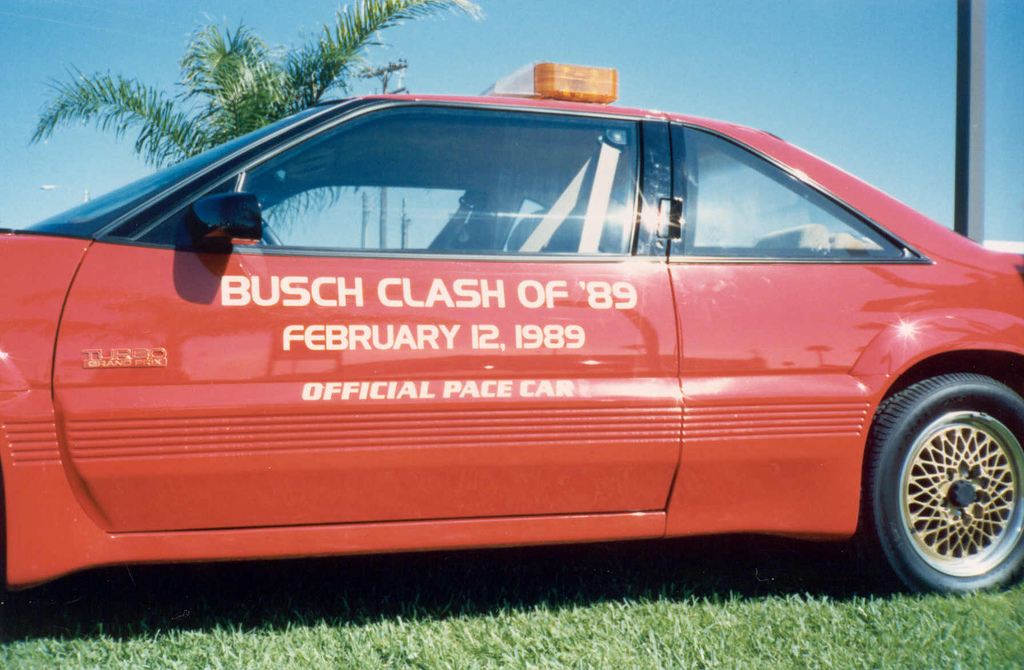 BUSCH CLASH OF '89
FEBRUARY 12, 1989
TURBO
GRAND PRIX
OFFICIAL PACE CAR